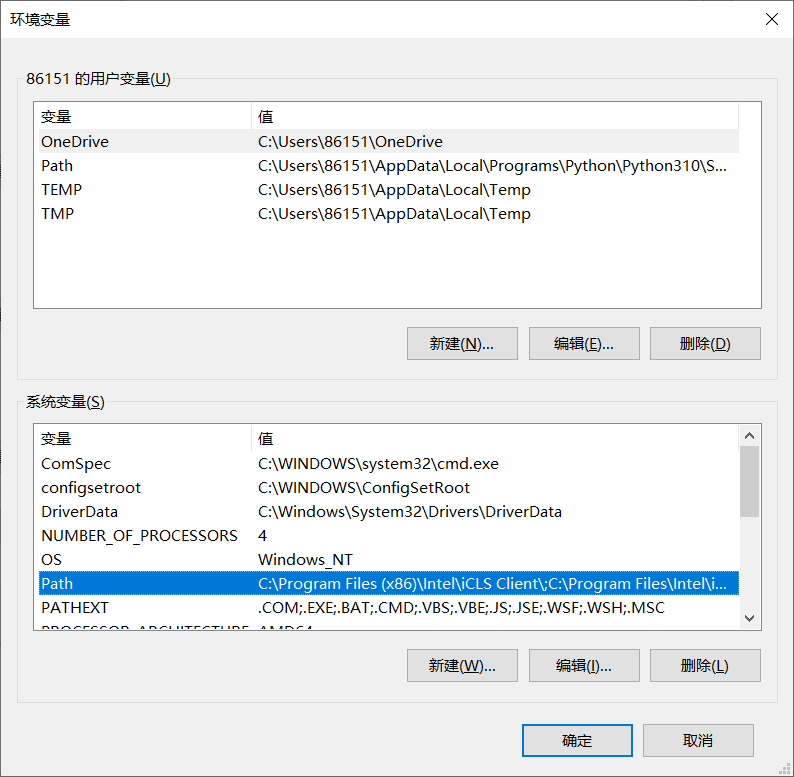 环境变量
86151 的用户变量(U)
变量 值
OneDrive C:\Users\86151\OneDrive
Path C:\Users\86151\AppData\Local\Programs\Python\Python310\S...
TEMP C:\Users\86151\AppData\Local\Temp
TMP C:\Users\86151\AppData\Local\Temp
新建(N)... 编辑(E)... 删除(D)
系统变量(S)
变量 值
ComSpec C:\WINDOWS\system32\cmd.exe
configsetroot C:\WINDOWS\ConfigSetRoot
DriverData C:\Windows\System32\Drivers\DriverData
NUMBER_OF_PROCESSORS 4
OS Windows_NT
Path C:\Program Files (x86)\Intel\iCLS Client\;C:\Program Files\Intel\i...
PATHEXT .COM;.EXE;.BAT;.CMD;.VBS;.VBE;.JS;.JSE;.WSF;.WSH;.MSC
PROCESSOR_ARCHITECTURE AMD64
新建(W)... 编辑(I)... 删除(L)
确定 取消